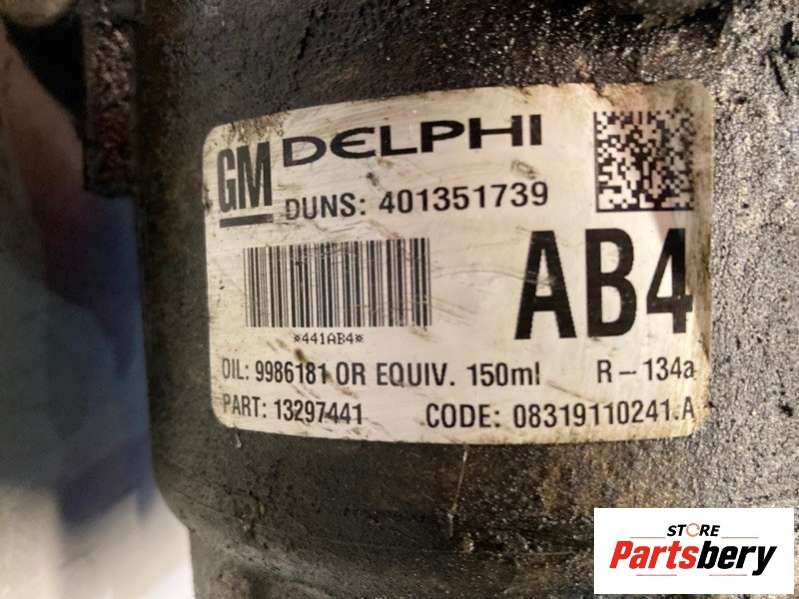 GM DELPHI
DUNS: 401351739
AB4
*441AB4*
OIL: 9986181 OR EQUIV. 150ml R-134a
PART: 13297441 CODE: 08319110241.A
STORE
Partsbery